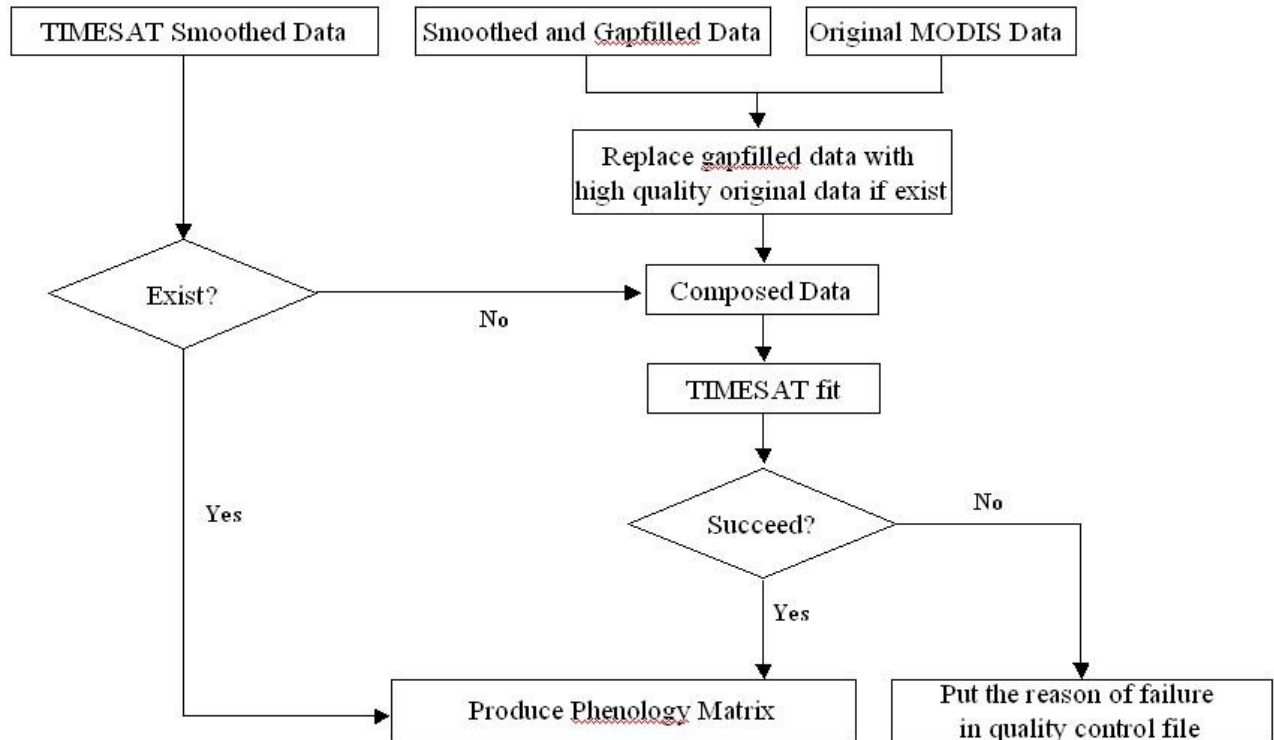 TIMESAT Smoothed Data
Smoothed and Gapfilled Data
Original MODIS Data
Replace gapfilled data with
high quality original data if exist
Exist?
No
Composed Data
TIMESAT fit
Yes
Succeed?
No
Yes
Produce Phenology Matrix
Put the reason of failure
in quality control file